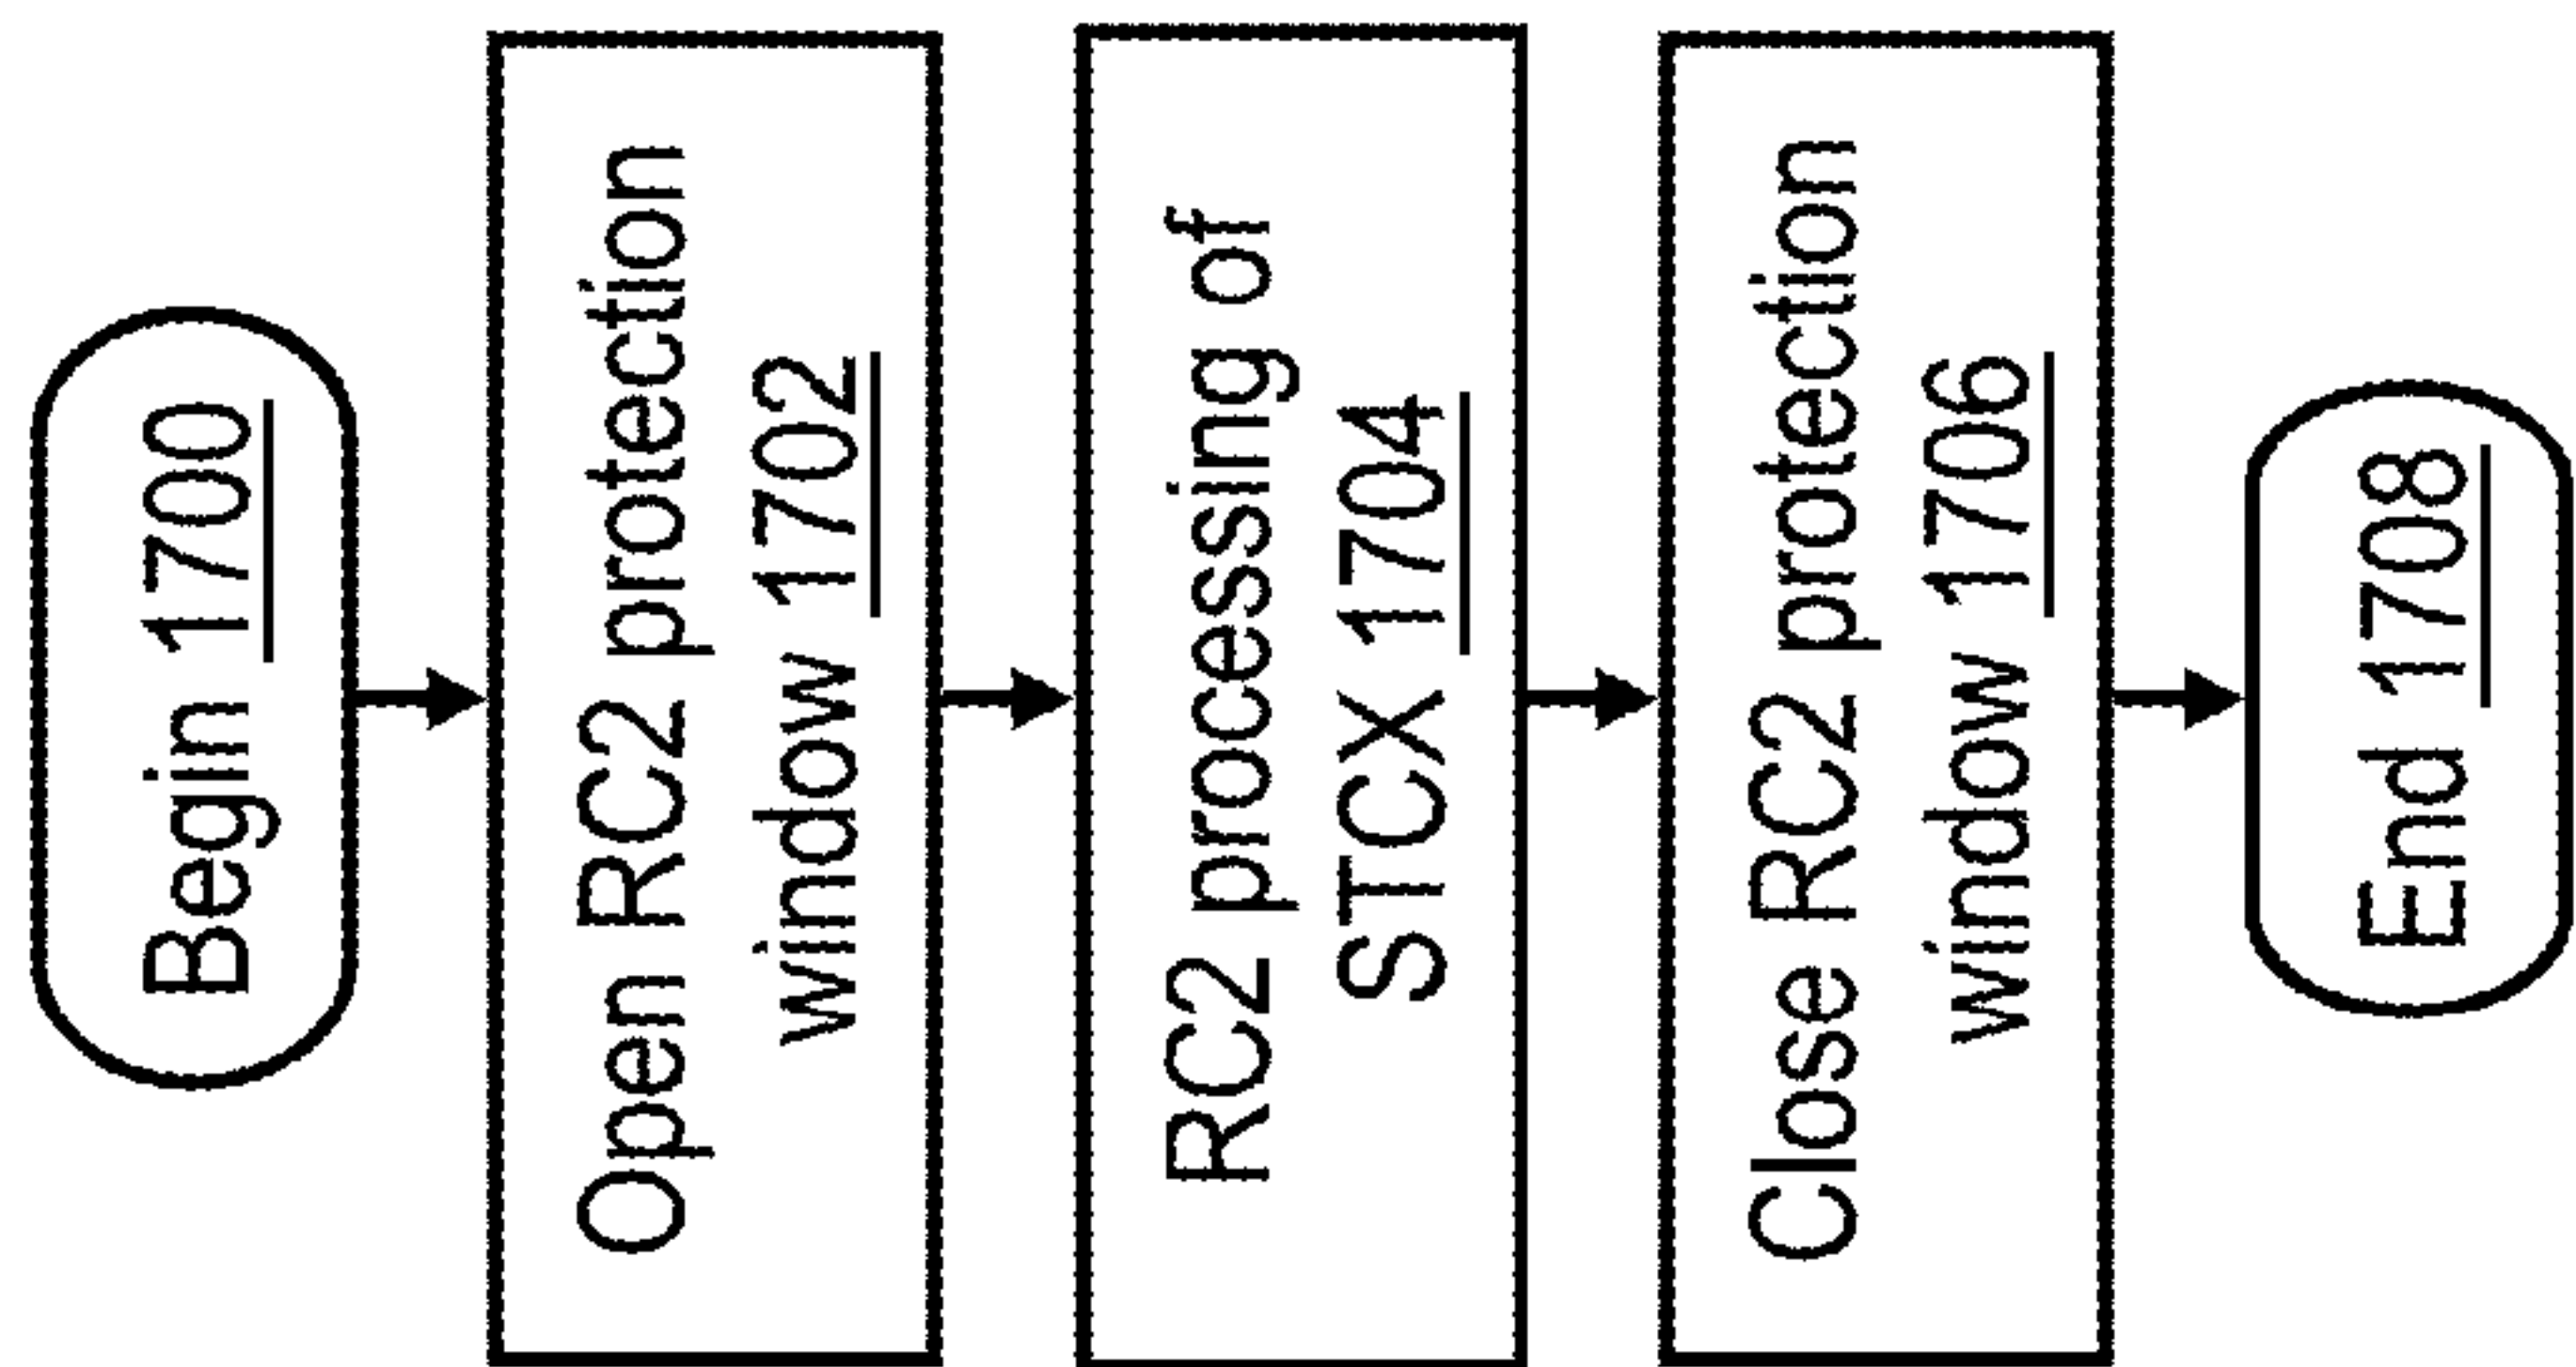 Begin 1700
Open RC2 protection
window 1702
RC2 processing of
STCX 1704
Close RC2 protection
window 1706
End 1708